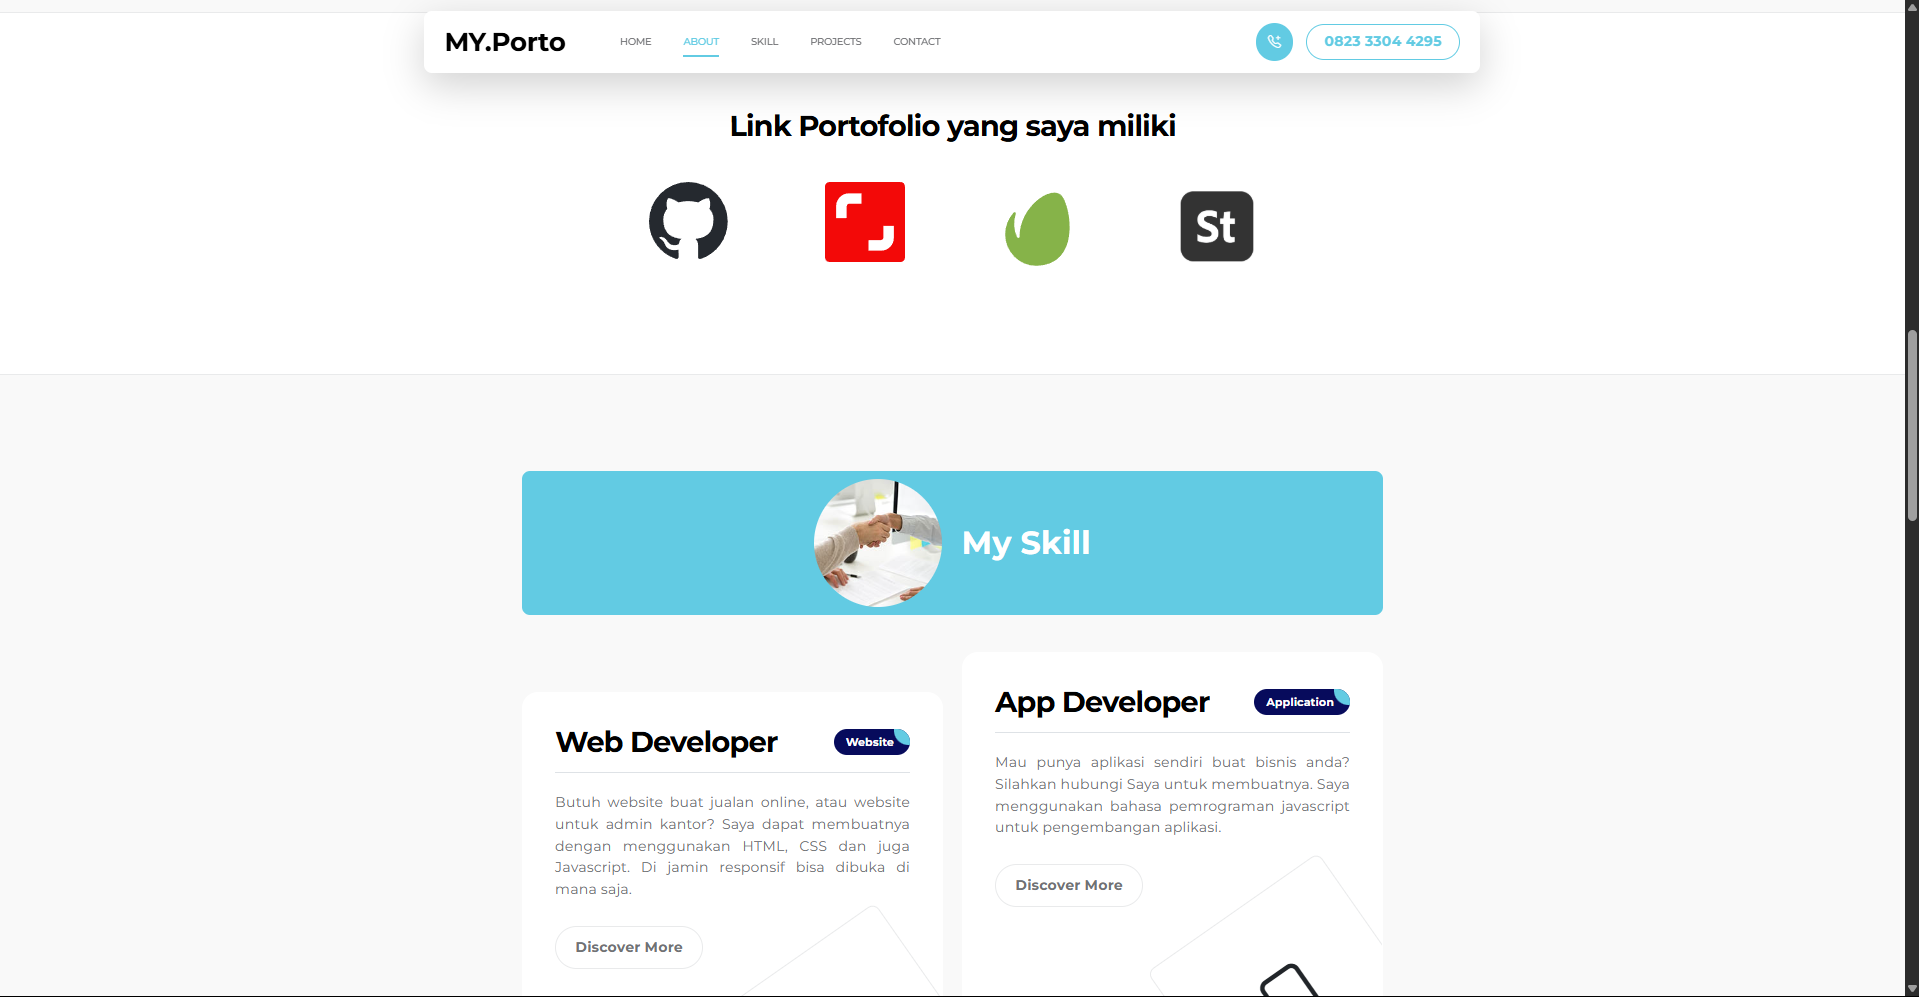 MY.Porto
HOME
ABOUT
SKILL
PROJECTS
CONTACT
0823 3304 4295
Link Portofolio yang saya miliki
St
My Skill
Web Developer
Website
Butuh website buat jualan online, atau website
untuk admin kantor? Saya dapat membuatnya
dengan menggunakan HTML, CSS dan juga
Javascript. Di jamin responsif bisa dibuka di
mana saja.
Discover More
App Developer
Application
Mau punya aplikasi sendiri buat bisnis anda?
Silahkan hubungi Saya untuk membuatnya. Saya
menggunakan bahasa pemrograman javascript
untuk pengembangan aplikasi.
Discover More